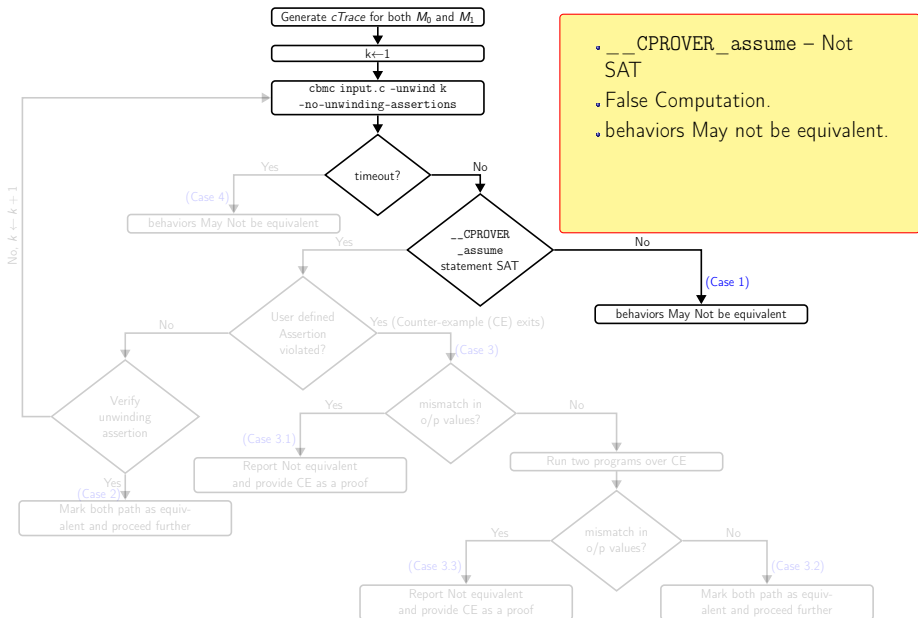 Generate cTrace for both M0 and M1
k←1
cbmc input.c -unwind k
-no-unwinding-assertions
timeout?
Yes
No
(Case 4)
behaviors May Not be equivalent
__CPROVER
_assume
statement SAT
Yes
No
(Case 1)
behaviors May Not be equivalent
__CPROVER_assume – Not
SAT
False Computation.
behaviors May not be equivalent.
No, k ← k + 1
User defined
Assertion
violated?
No
Yes (Counter-example (CE) exits)
(Case 3)
Verify
unwinding
assertion
Yes
(Case 2)
Mark both path as equiv-
alent and proceed further
mismatch in
o/p values?
Yes
No
(Case 3.1)
Report Not equivalent
and provide CE as a proof
Run two programs over CE
mismatch in
o/p values?
Yes
No
(Case 3.3)
(Case 3.2)
Report Not equivalent
and provide CE as a proof
Mark both path as equiv-
alent and proceed further